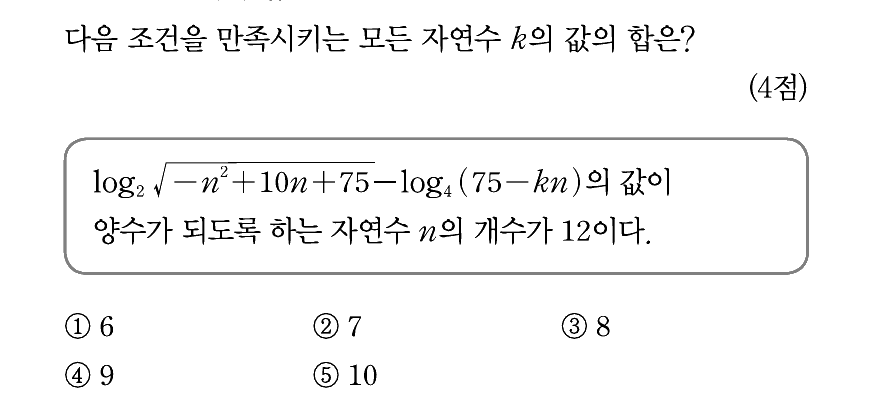 다음 조건을 만족시키는 모든 자연수 k의 값의 합은?
(4점)
log₂ √(−n²+10n+75) − log₄ (75−kn)의 값이
양수가 되도록 하는 자연수 n의 개수가 12이다.
① 6 ② 7 ③ 8
④ 9 ⑤ 10